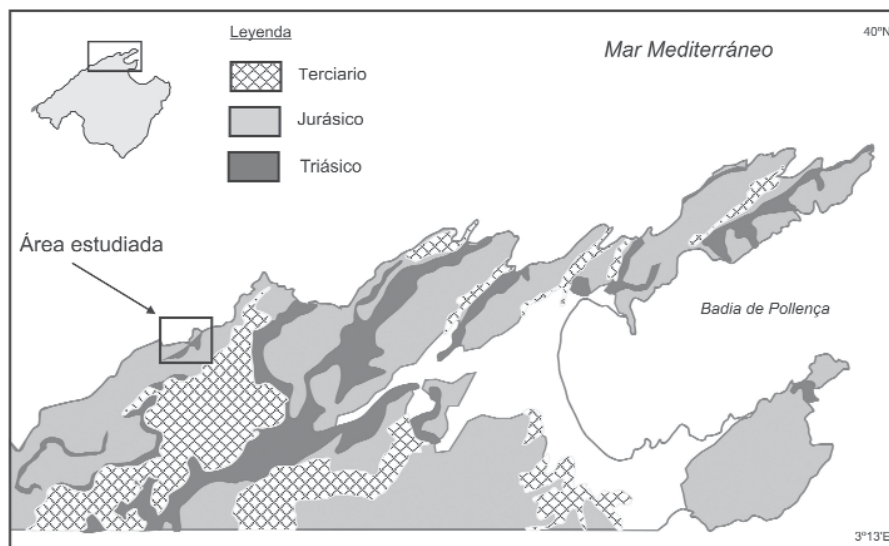 Leyenda
Terciario
Jurásico
Triásico
Mar Mediterráneo
40°N
Área estudiada
Badia de Pollença
3°13'E